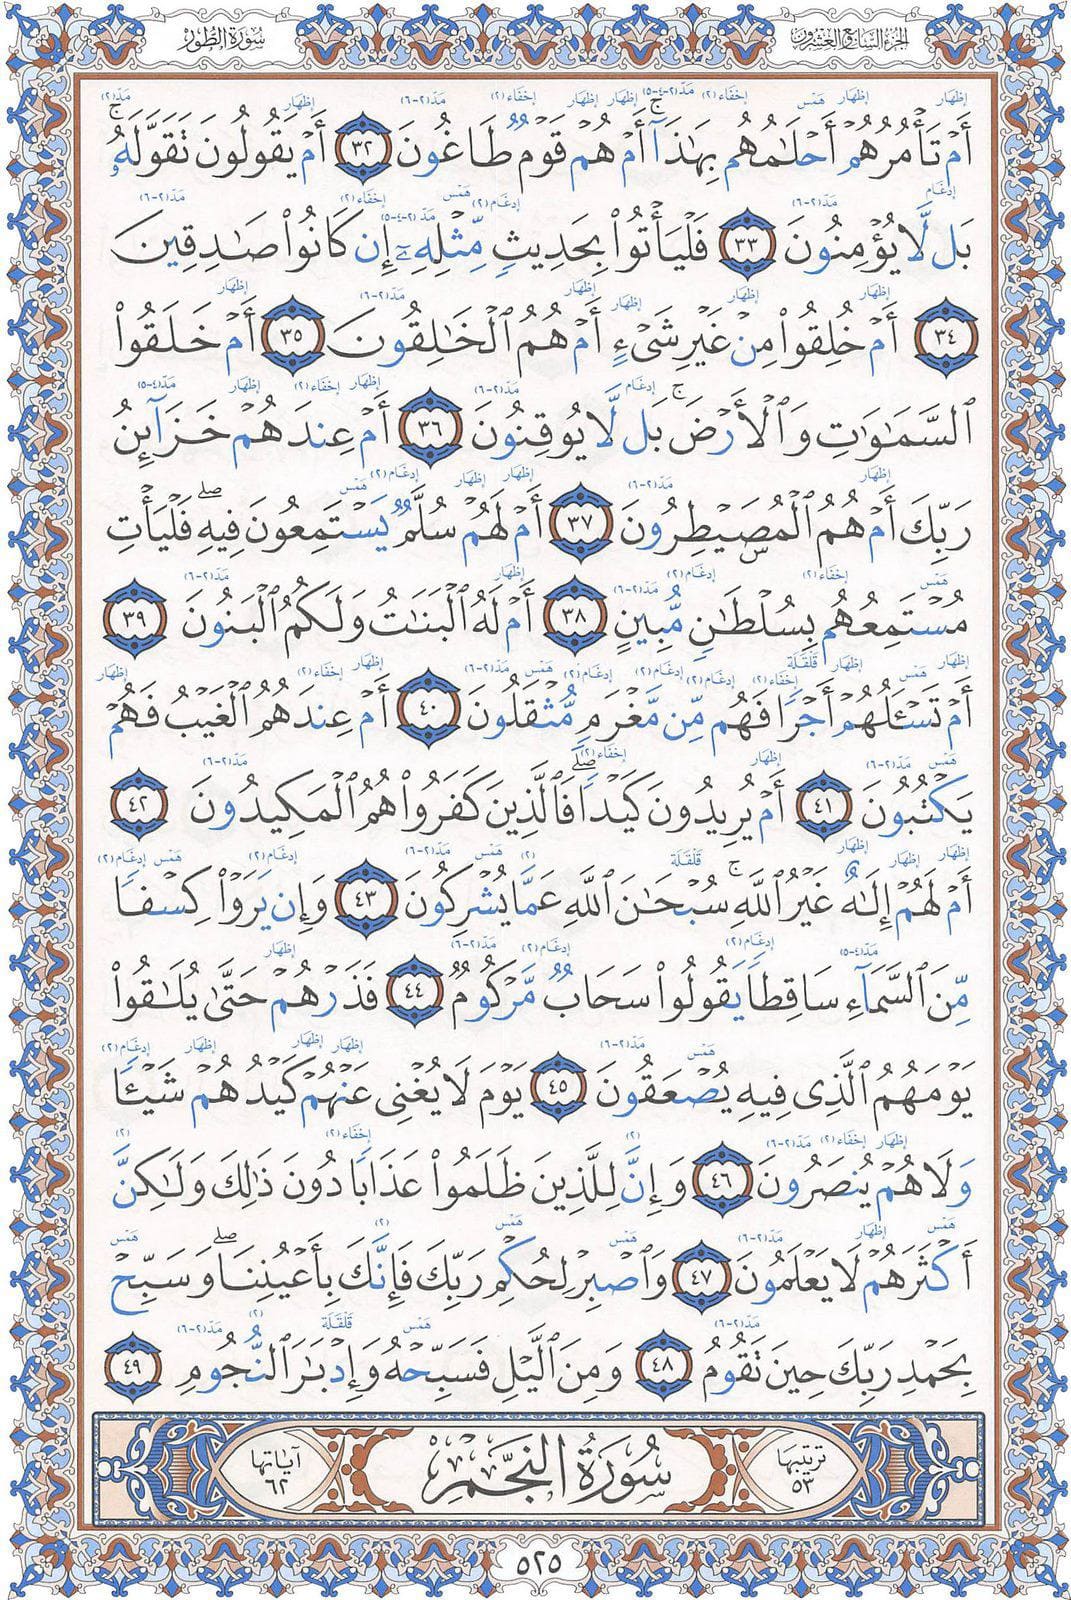 الجزء السابع والعشرون
سورة الطور
أَمْ تَأْمُرُهُمْ أَحْلَٰمُهُم بِهَٰذَآ ۚ أَمْ هُمْ قَوْمٌ طَاغُونَ ٣٢ أَمْ يَقُولُونَ تَقَوَّلَهُۥ ۚ
بَل لَّا يُؤْمِنُونَ ٣٣ فَلْيَأْتُوا۟ بِحَدِيثٍ مِّثْلِهِۦٓ إِن كَانُوا۟ صَٰدِقِينَ
٣٤ أَمْ خُلِقُوا۟ مِنْ غَيْرِ شَىْءٍ أَمْ هُمُ ٱلْخَٰلِقُونَ ٣٥ أَمْ خَلَقُوا۟
ٱلسَّمَٰوَٰتِ وَٱلْأَرْضَ ۚ بَل لَّا يُوقِنُونَ ٣٦ أَمْ عِندَهُمْ خَزَآئِنُ
رَبِّكَ أَمْ هُمُ ٱلْمُصَۣيْطِرُونَ ٣٧ أَمْ لَهُمْ سُلَّمٌ يَسْتَمِعُونَ فِيهِ ۖ فَلْيَأْتِ
مُسْتَمِعُهُم بِسُلْطَٰنٍ مُّبِينٍ ٣٨ أَمْ لَهُ ٱلْبَنَٰتُ وَلَكُمُ ٱلْبَنُونَ ٣٩
أَمْ تَسْـَٔلُهُمْ أَجْرًا فَهُم مِّن مَّغْرَمٍ مُّثْقَلُونَ ٤٠ أَمْ عِندَهُمُ ٱلْغَيْبُ فَهُمْ
يَكْتُبُونَ ٤١ أَمْ يُرِيدُونَ كَيْدًا ۖ فَٱلَّذِينَ كَفَرُوا۟ هُمُ ٱلْمَكِيدُونَ ٤٢
أَمْ لَهُمْ إِلَٰهٌ غَيْرُ ٱللَّهِ ۚ سُبْحَٰنَ ٱللَّهِ عَمَّا يُشْرِكُونَ ٤٣ وَإِن يَرَوْا۟ كِسْفًا
مِّنَ ٱلسَّمَآءِ سَاقِطًا يَقُولُوا۟ سَحَابٌ مَّرْكُومٌ ٤٤ فَذَرْهُمْ حَتَّىٰ يُلَٰقُوا۟
يَوْمَهُمُ ٱلَّذِى فِيهِ يُصْعَقُونَ ٤٥ يَوْمَ لَا يُغْنِى عَنْهُمْ كَيْدُهُمْ شَيْـًٔا
وَلَا هُمْ يُنصَرُونَ ٤٦ وَإِنَّ لِلَّذِينَ ظَلَمُوا۟ عَذَابًا دُونَ ذَٰلِكَ وَلَٰكِنَّ
أَكْثَرَهُمْ لَا يَعْلَمُونَ ٤٧ وَٱصْبِرْ لِحُكْمِ رَبِّكَ فَإِنَّكَ بِأَعْيُنِنَا ۖ وَسَبِّحْ
بِحَمْدِ رَبِّكَ حِينَ تَقُومُ ٤٨ وَمِنَ ٱلَّيْلِ فَسَبِّحْهُ وَإِدْبَٰرَ ٱلنُّجُومِ ٤٩
ترتيبها ٥٣
سُورَةُ النَّجْمِ
آياتها ٦٢
٥٢٥